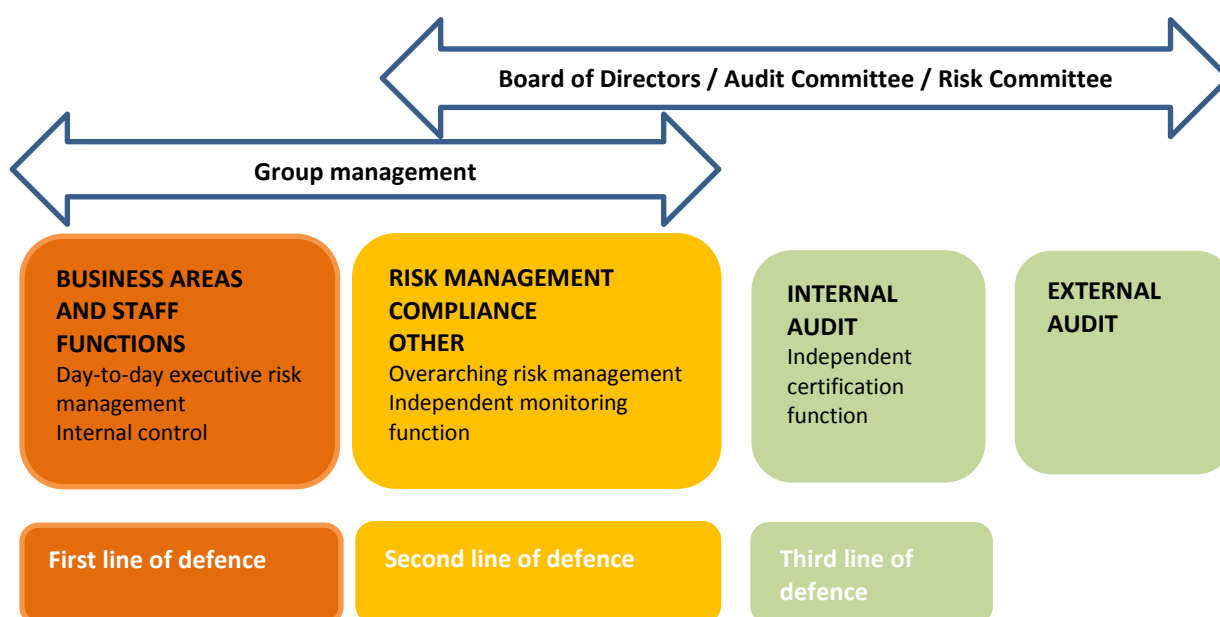 Board of Directors / Audit Committee / Risk Committee
Group management
BUSINESS AREAS
AND STAFF
FUNCTIONS
Day-to-day executive risk
management
Internal control
RISK MANAGEMENT
COMPLIANCE
OTHER
Overarching risk management
Independent monitoring
function
INTERNAL
AUDIT
Independent
certification
function
EXTERNAL
AUDIT
First line of defence
Second line of defence
Third line of
defence